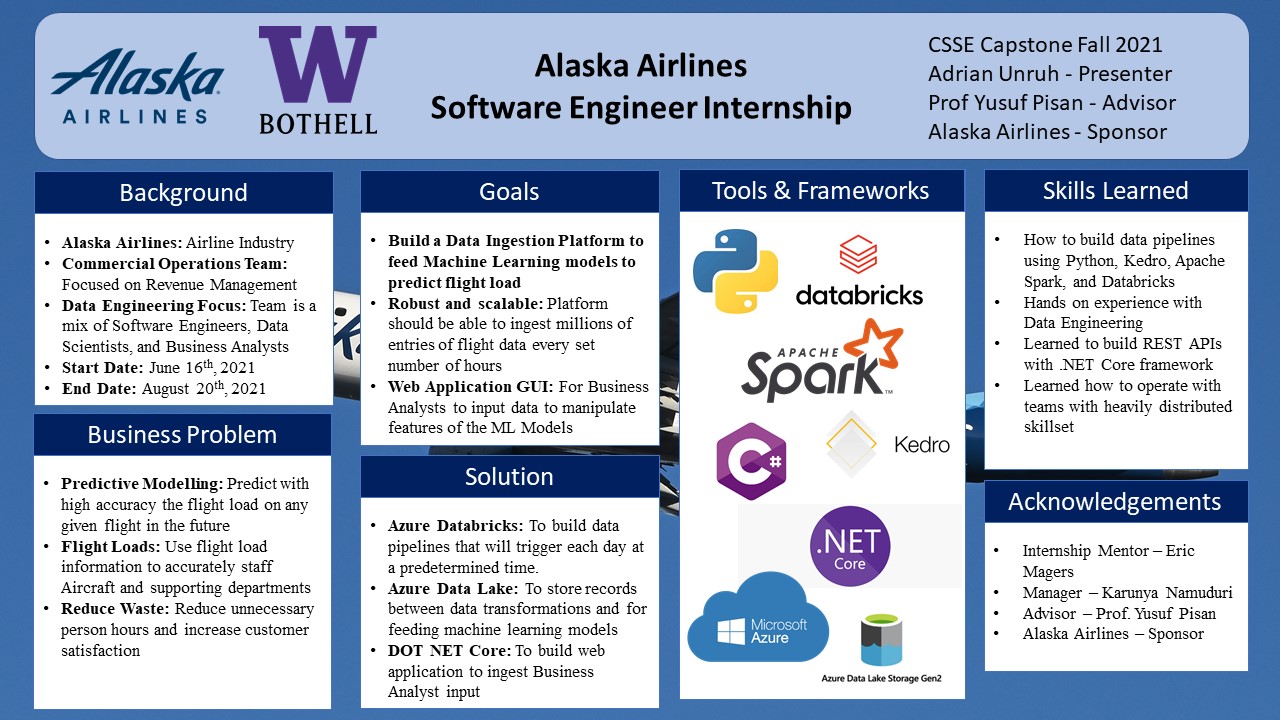 Alaska
AIRLINES
W
BOTHELL
Alaska Airlines
Software Engineer Internship
CSSE Capstone Fall 2021
Adrian Unruh - Presenter
Prof Yusuf Pisan - Advisor
Alaska Airlines - Sponsor
Background
• Alaska Airlines: Airline Industry
• Commercial Operations Team:
Focused on Revenue Management
• Data Engineering Focus: Team is a
mix of Software Engineers, Data
Scientists, and Business Analysts
• Start Date: June 16th, 2021
• End Date: August 20th, 2021
Business Problem
• Predictive Modelling: Predict with
high accuracy the flight load on any
given flight in the future
• Flight Loads: Use flight load
information to accurately staff
Aircraft and supporting departments
• Reduce Waste: Reduce unnecessary
person hours and increase customer
satisfaction
Goals
• Build a Data Ingestion Platform to
feed Machine Learning models to
predict flight load
• Robust and scalable: Platform
should be able to ingest millions of
entries of flight data every set
number of hours
• Web Application GUI: For Business
Analysts to input data to manipulate
features of the ML Models
Solution
• Azure Databricks: To build data
pipelines that will trigger each day at
a predetermined time.
• Azure Data Lake: To store records
between data transformations and for
feeding machine learning models
• DOT NET Core: To build web
application to ingest Business
Analyst input
Tools & Frameworks
databricks
APACHE
Spark™
C#
Kedro
.NET
Core
Microsoft
Azure
Azure Data Lake Storage Gen2
Skills Learned
• How to build data pipelines
using Python, Kedro, Apache
Spark, and Databricks
• Hands on experience with
Data Engineering
• Learned to build REST APIs
with .NET Core framework
• Learned how to operate with
teams with heavily distributed
skillset
Acknowledgements
• Internship Mentor – Eric
Magers
• Manager – Karunya Namuduri
• Advisor – Prof. Yusuf Pisan
• Alaska Airlines – Sponsor